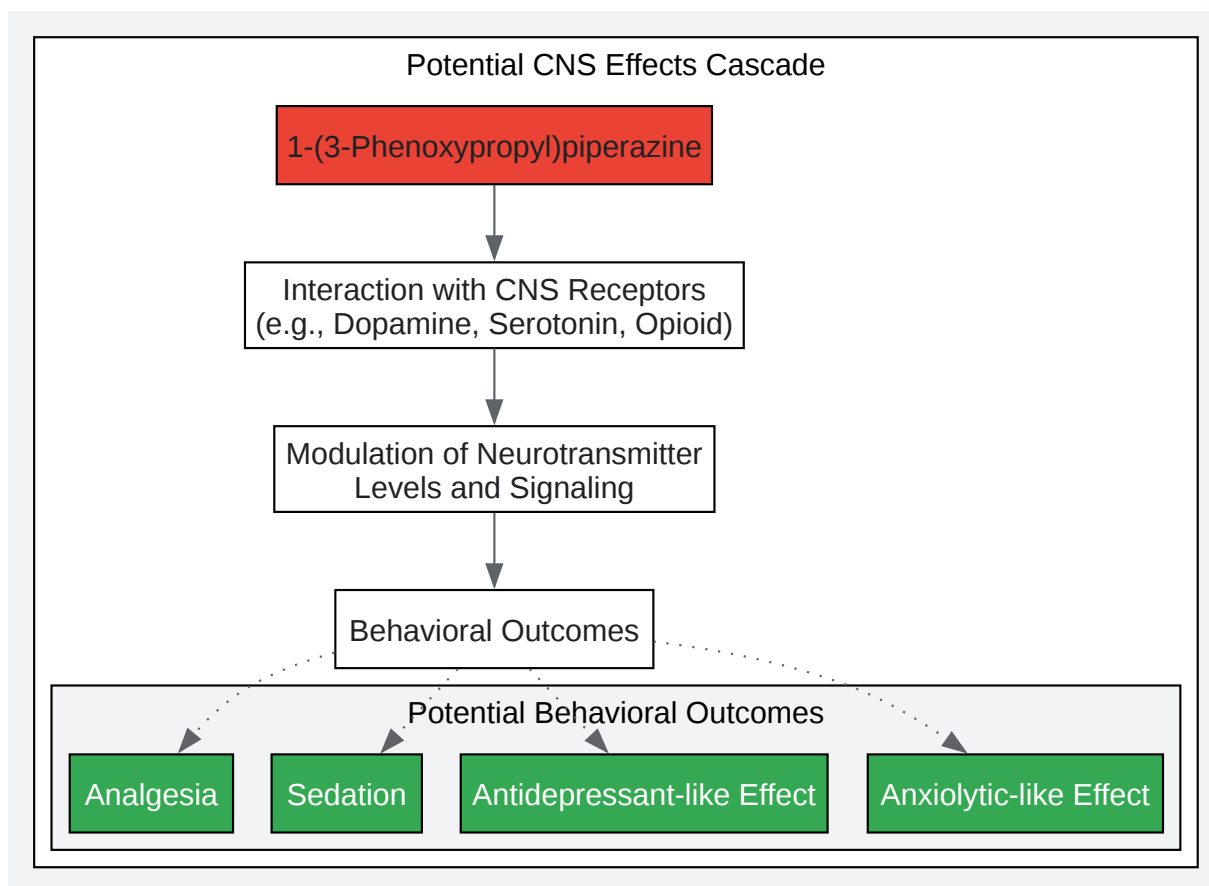 Potential CNS Effects Cascade
1-(3-Phenoxypropyl)piperazine
Interaction with CNS Receptors
(e.g., Dopamine, Serotonin, Opioid)
Modulation of Neurotransmitter
Levels and Signaling
Behavioral Outcomes
Potential Behavioral Outcomes
Analgesia
Sedation
Antidepressant-like Effect
Anxiolytic-like Effect